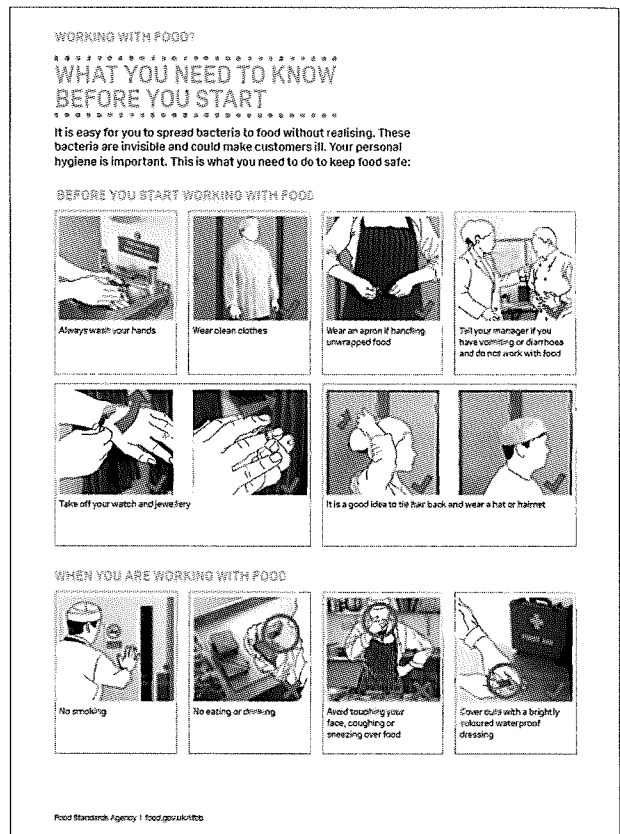 WORKING WITH FOOD?
WHAT YOU NEED TO KNOW
BEFORE YOU START
It is easy for you to spread bacteria to food without realising. These
bacteria are invisible and could make customers ill. Your personal
hygiene is important. This is what you need to do to keep food safe:
BEFORE YOU START WORKING WITH FOOD
Always wash your hands
Wear clean clothes
Wear an apron if handling
unwrapped food
Tell your manager if you
have vomiting or diarrhoea
and do not work with food
Take off your watch and jewellery
It is a good idea to tie hair back and wear a hat or hairnet
WHEN YOU ARE WORKING WITH FOOD
No smoking
No eating or drinking
Avoid touching your
face, coughing or
sneezing over food
FIRST AID
Cover cuts with a brightly
coloured waterproof
dressing
Food Standards Agency | food.gov.uk/sfbb